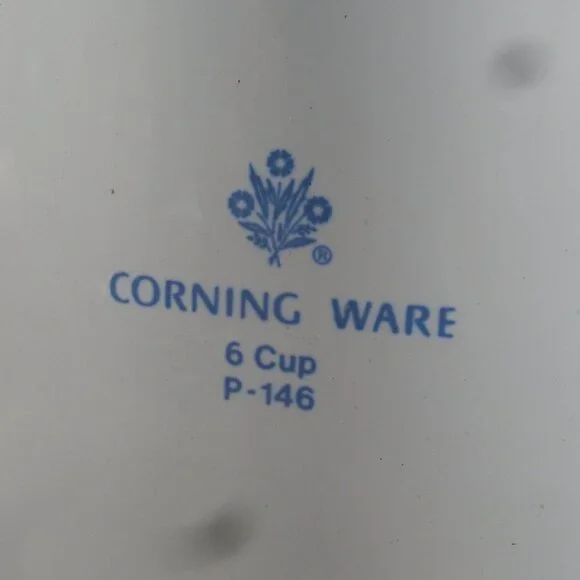 ®
CORNING WARE
6 Cup
P-146